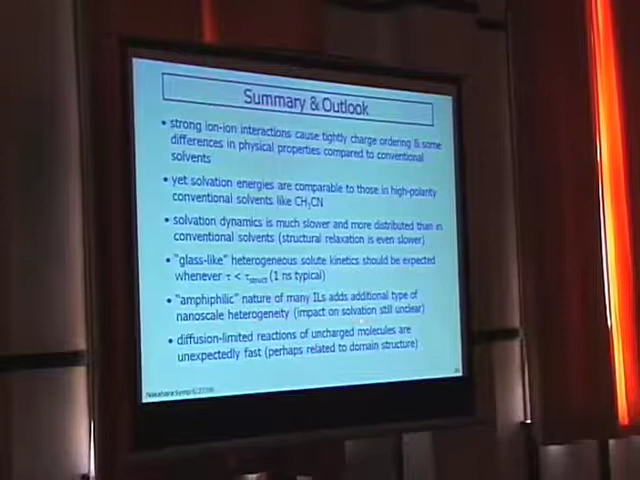 Summary & Outlook
• strong ion-ion interactions cause tightly charge ordering & some
differences in physical properties compared to conventional
solvents
• yet solvation energies are comparable to those in high-polarity
conventional solvents like CH₃CN
• solvation dynamics is much slower and more distributed than in
conventional solvents (structural relaxation is even slower)
• "glass-like" heterogeneous solute kinetics should be expected
whenever τ < τstruct (1 ns typical)
• "amphiphilic" nature of many ILs adds additional type of
nanoscale heterogeneity (impact on solvation still unclear)
• diffusion-limited reactions of uncharged molecules are
unexpectedly fast (perhaps related to domain structure)